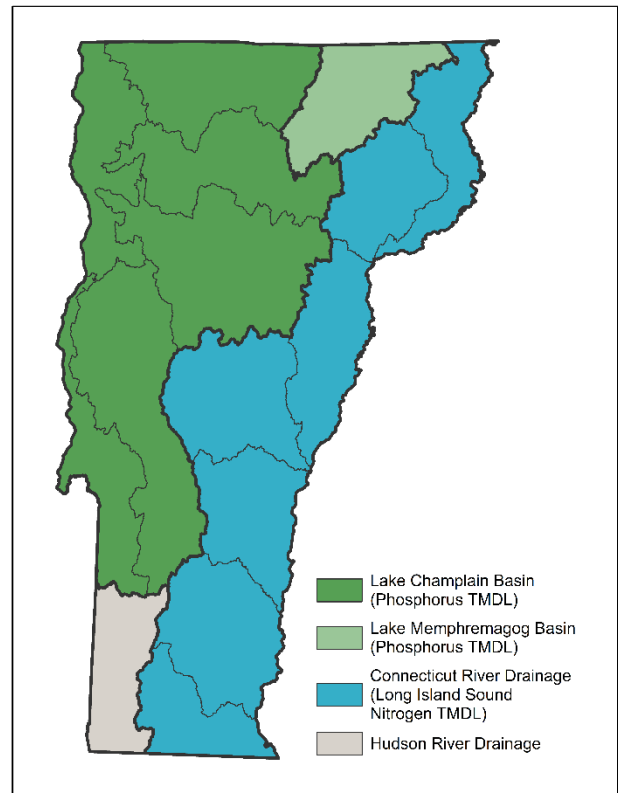 Lake Champlain Basin
(Phosphorus TMDL)
Lake Memphremagog Basin
(Phosphorus TMDL)
Connecticut River Drainage
(Long Island Sound
Nitrogen TMDL)
Hudson River Drainage